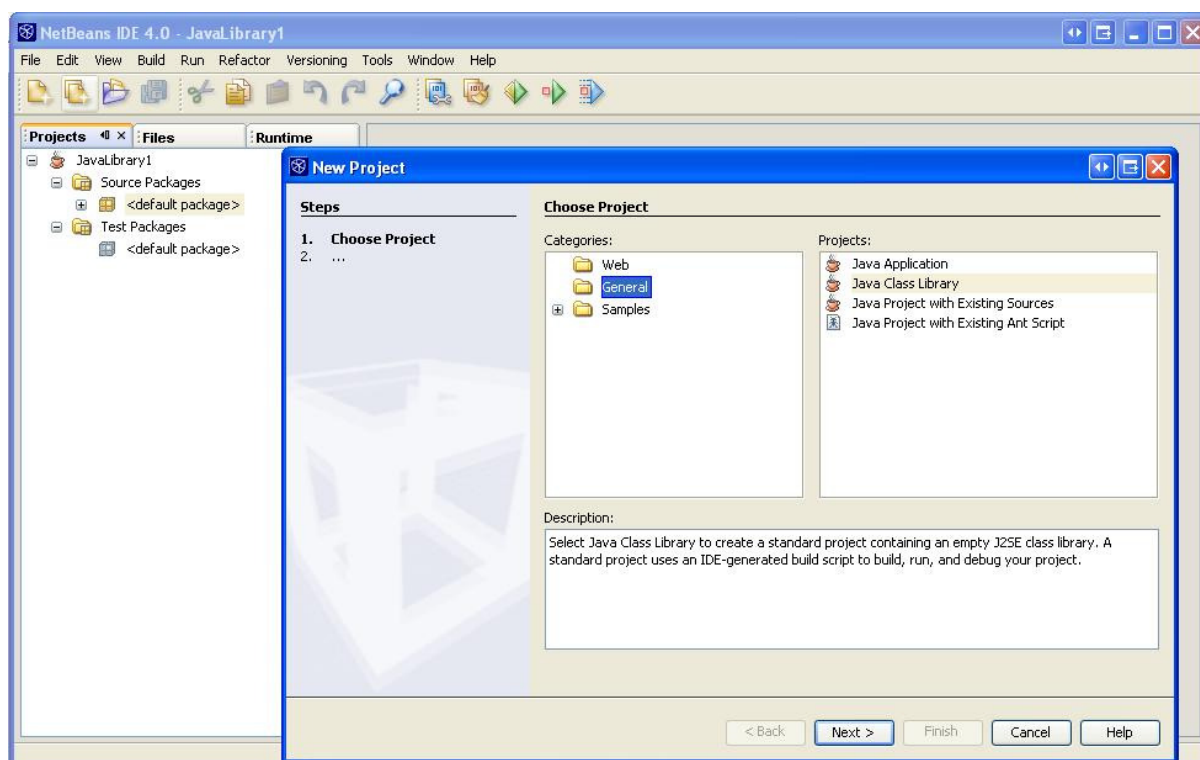 NetBeans IDE 4.0 - JavaLibrary1
File Edit View Build Run Refactor Versioning Tools Window Help
Projects Files Runtime
JavaLibrary1
Source Packages
<default package>
Test Packages
<default package>
New Project
Steps
1. Choose Project
2. ...
Choose Project
Categories:
Web
General
Samples
Projects:
Java Application
Java Class Library
Java Project with Existing Sources
Java Project with Existing Ant Script
Description:
Select Java Class Library to create a standard project containing an empty J2SE class library. A
standard project uses an IDE-generated build script to build, run, and debug your project.
< Back Next > Finish Cancel Help